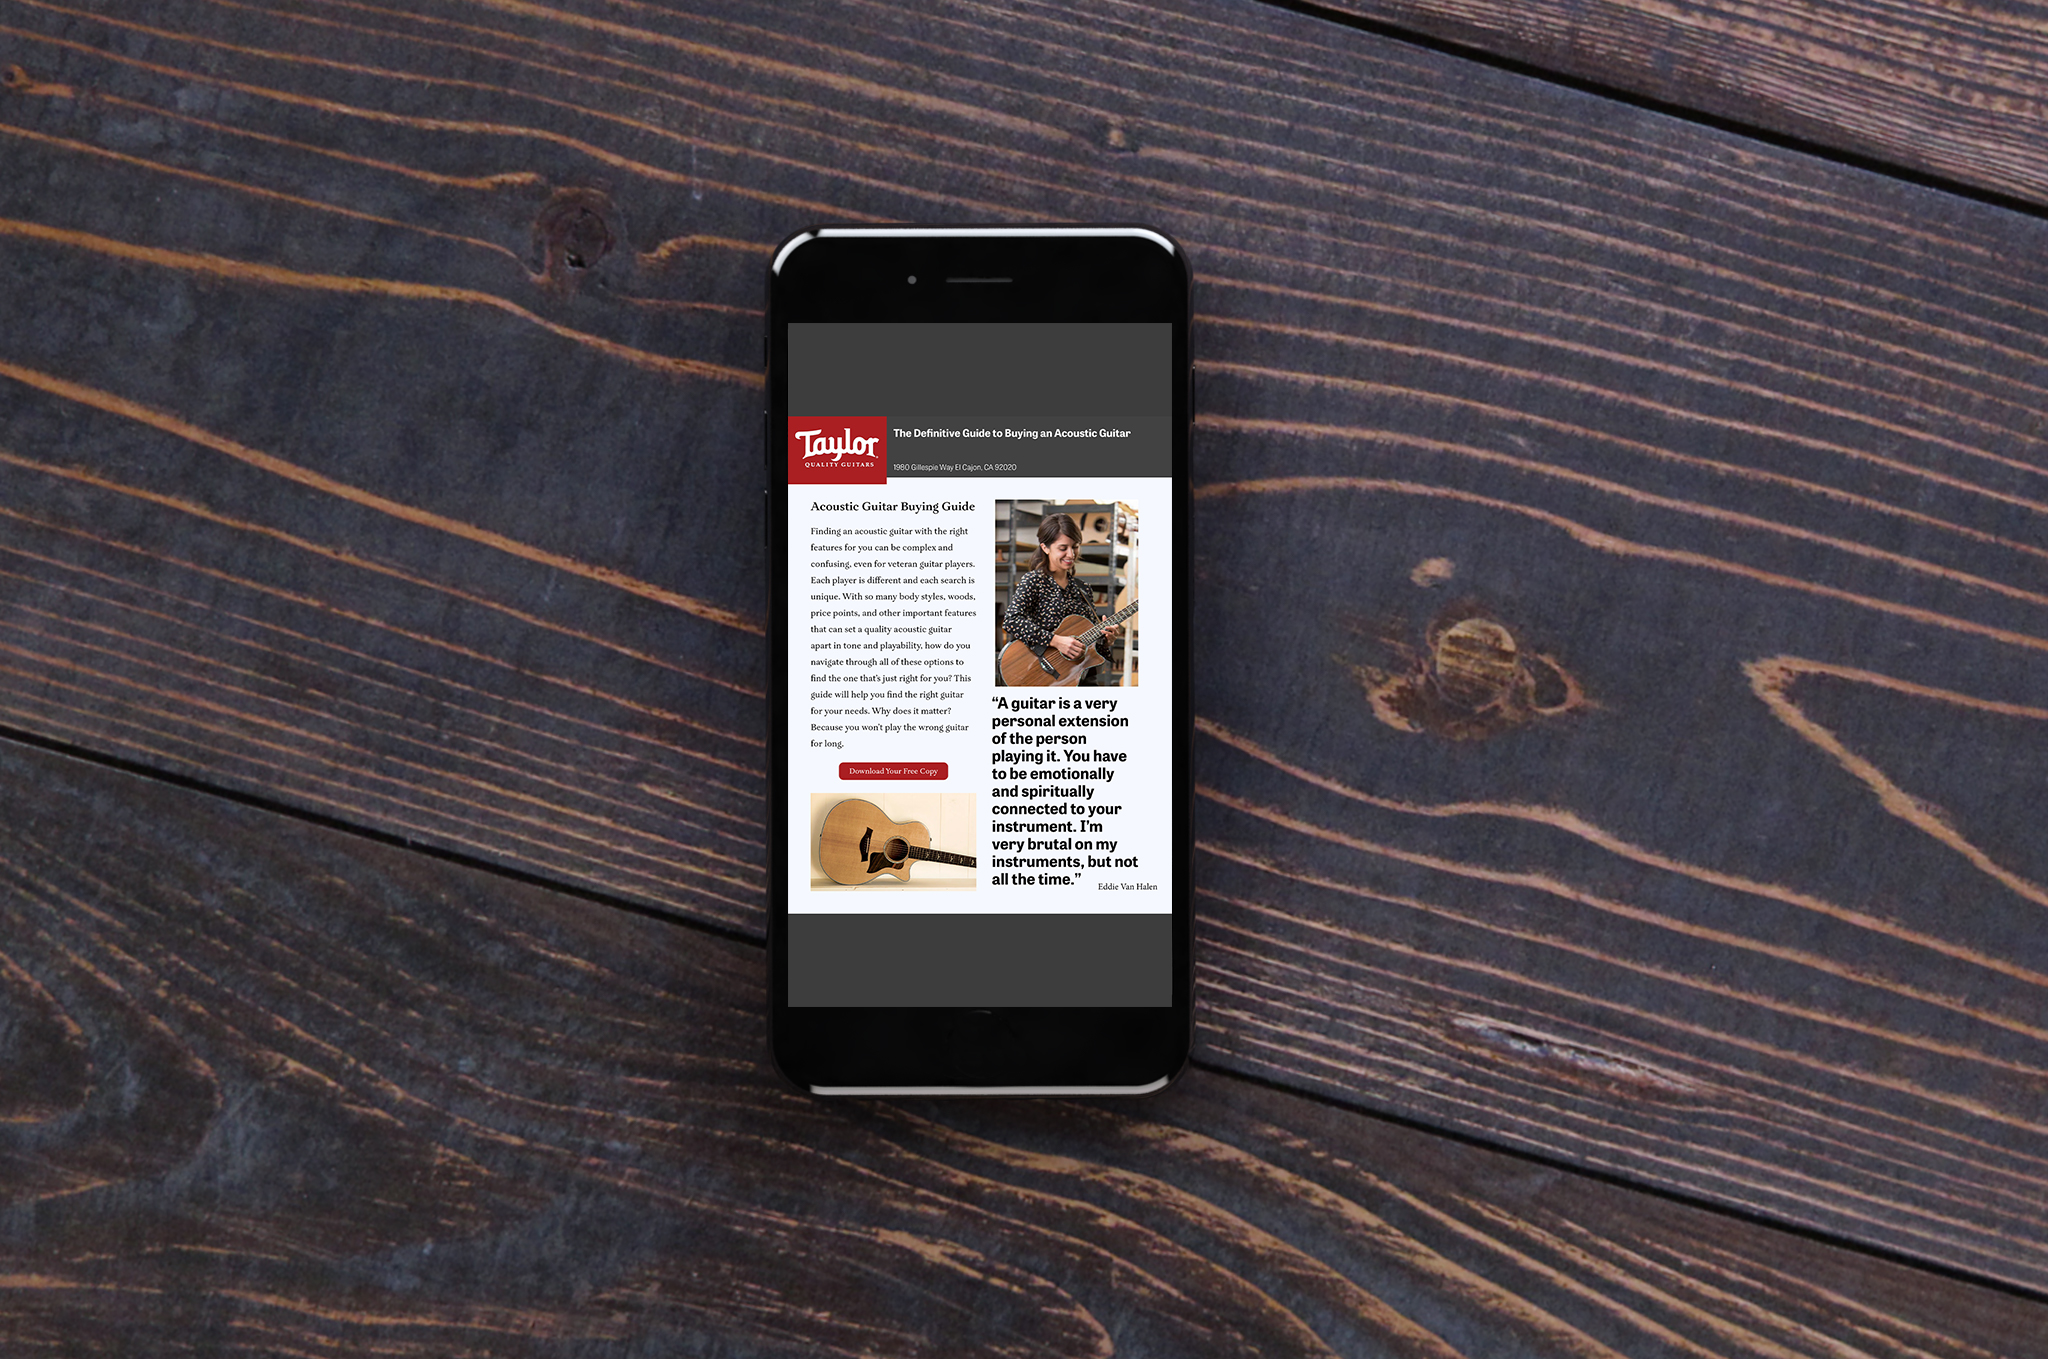 Taylor
QUALITY GUITARS
The Definitive Guide to Buying an Acoustic Guitar
1980 Gillespie Way El Cajon, CA 92020
Acoustic Guitar Buying Guide
Finding an acoustic guitar with the right
features for you can be complex and
confusing, even for veteran guitar players.
Each player is different and each search is
unique. With so many body styles, woods,
price points, and other important features
that can set a quality acoustic guitar
apart in tone and playability, how do you
navigate through all of these options to
find the one that's just right for you? This
guide will help you find the right guitar
for your needs. Why does it matter?
Because you won't play the wrong guitar
for long.
Download Your Free Copy
“A guitar is a very
personal extension
of the person
playing it. You have
to be emotionally
and spiritually
connected to your
instrument. I’m
very brutal on my
instruments, but not
all the time.”
Eddie Van Halen